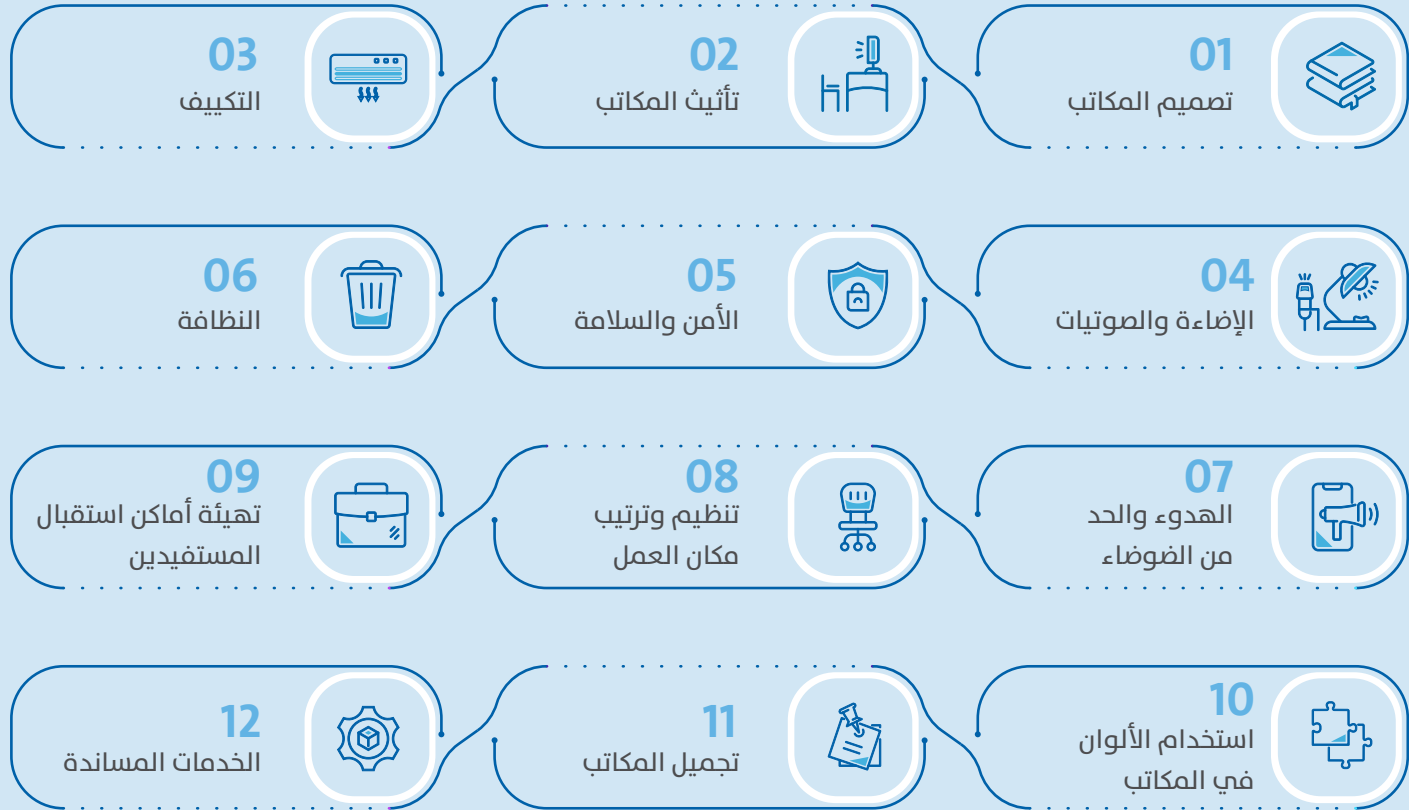 01
تصميم المكاتب
02
تأثيث المكاتب
03
التكييف
04
الإضاءة والصوتيات
05
الأمن والسلامة
06
النظافة
07
الهدوء والحد
من الضوضاء
08
تنظيم وترتيب
مكان العمل
09
تهيئة أماكن استقبال
المستفيدين
10
استخدام الألوان
في المكاتب
11
تجميل المكاتب
12
الخدمات المساندة